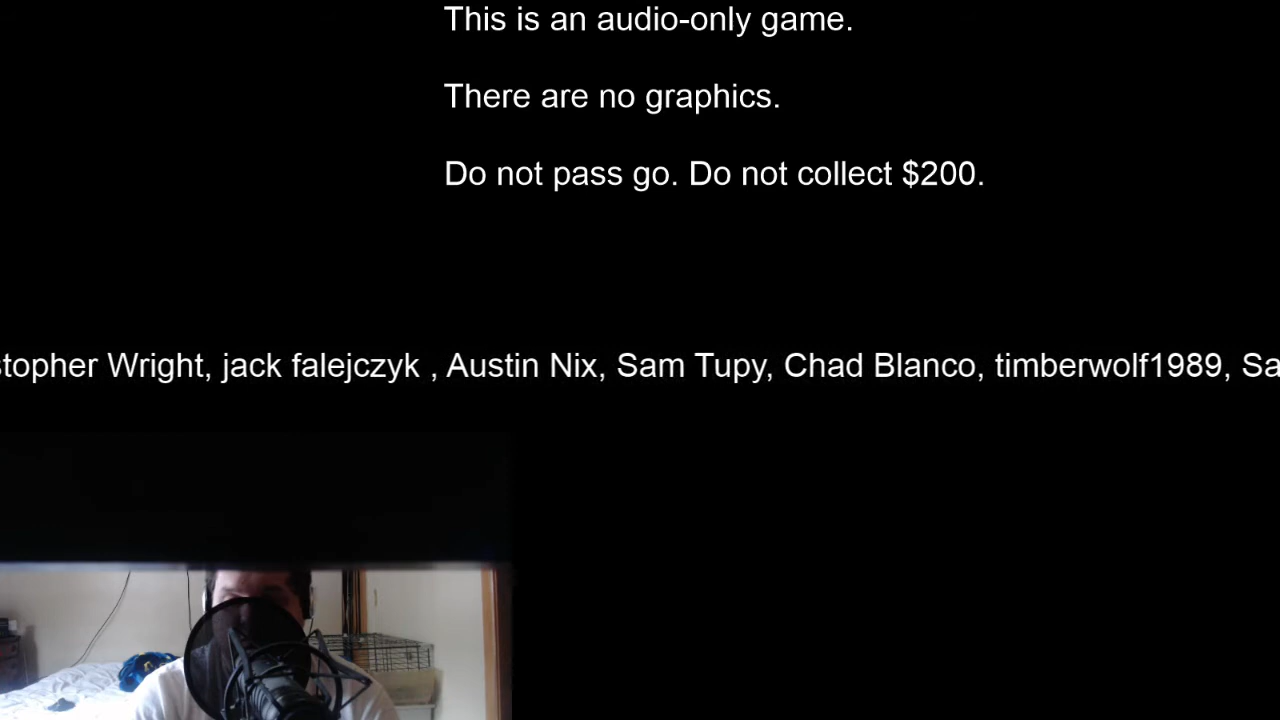 This is an audio-only game.
There are no graphics.
Do not pass go. Do not collect $200.
stopher Wright, jack falejczyk , Austin Nix, Sam Tupy, Chad Blanco, timberwolf1989, Sa